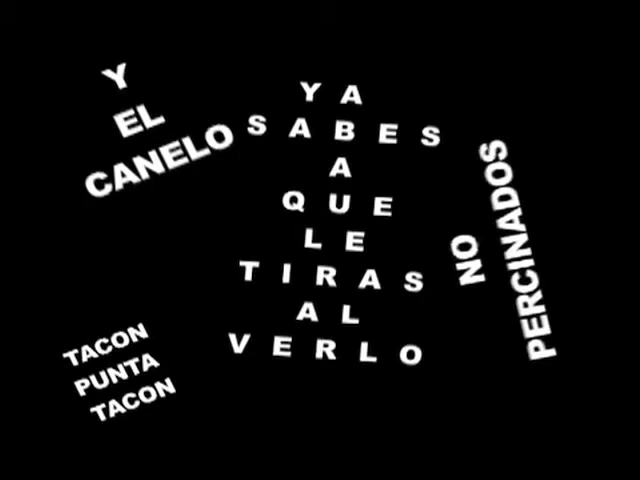 Y
EL
CANELO
YA
SABES
A
QUE
LE
TIRAS
AL
VERLO
NO
PERCINADOS
TACON
PUNTA
TACON